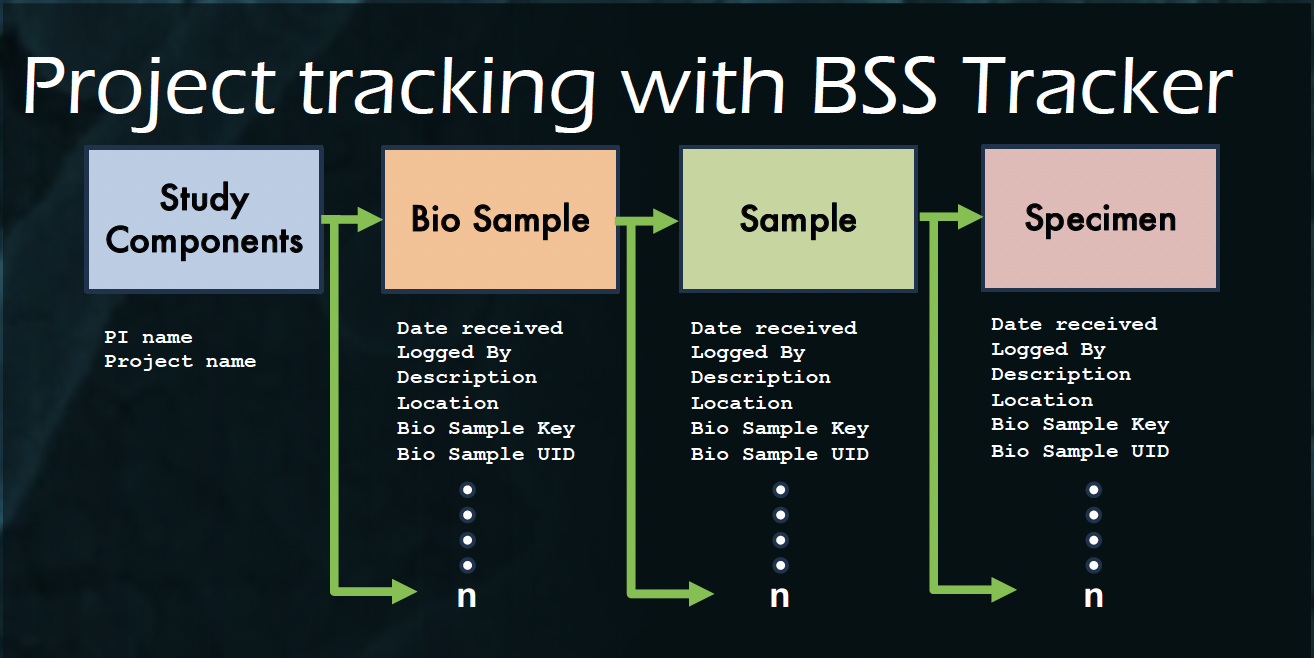 Project tracking with BSS Tracker
Study
Components
Bio Sample
Sample
Specimen
PI name
Project name
Date received
Logged By
Description
Location
Bio Sample Key
Bio Sample UID
n
Date received
Logged By
Description
Location
Bio Sample Key
Bio Sample UID
n
Date received
Logged By
Description
Location
Bio Sample Key
Bio Sample UID
n